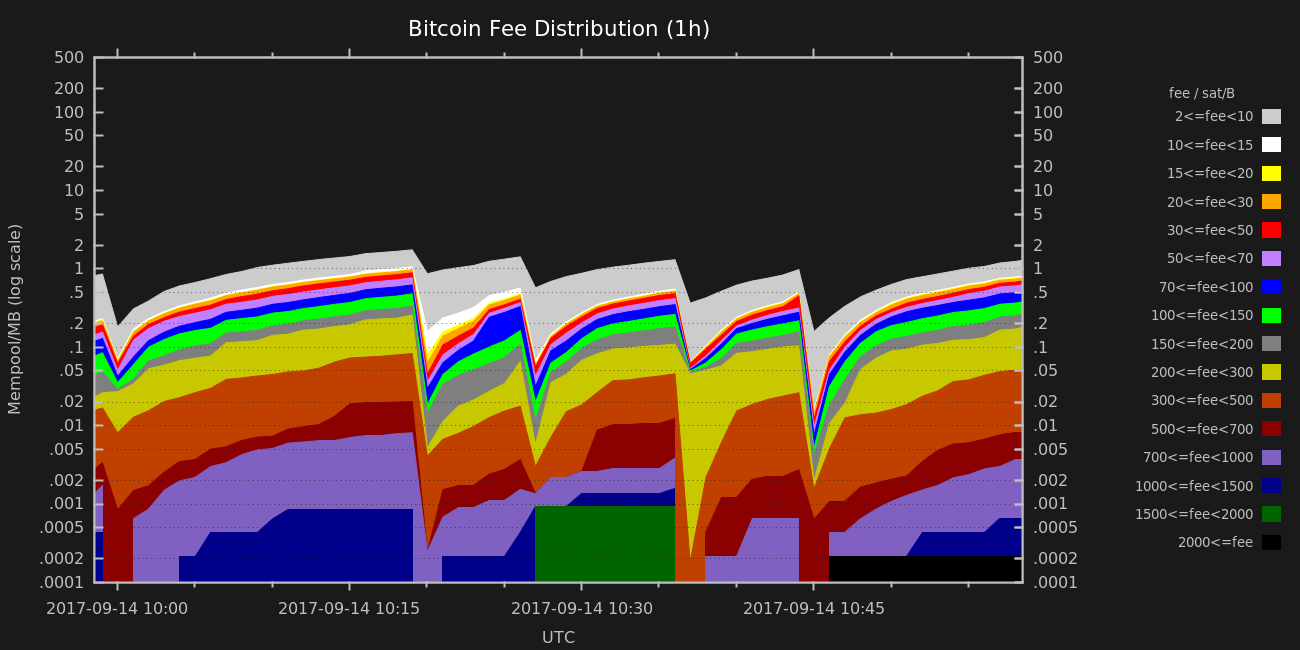 Bitcoin Fee Distribution (1h)
Mempool/MB (log scale)
500
200
100
50
20
10
5
2
1
.5
.2
.1
.05
.02
.01
.005
.002
.001
.0005
.0002
.0001
500
200
100
50
20
10
5
2
1
.5
.2
.1
.05
.02
.01
.005
.002
.001
.0005
.0002
.0001
fee / sat/B
2<=fee<10
10<=fee<15
15<=fee<20
20<=fee<30
30<=fee<50
50<=fee<70
70<=fee<100
100<=fee<150
150<=fee<200
200<=fee<300
300<=fee<500
500<=fee<700
700<=fee<1000
1000<=fee<1500
1500<=fee<2000
2000<=fee
2017-09-14 10:00 2017-09-14 10:15 2017-09-14 10:30 2017-09-14 10:45
UTC